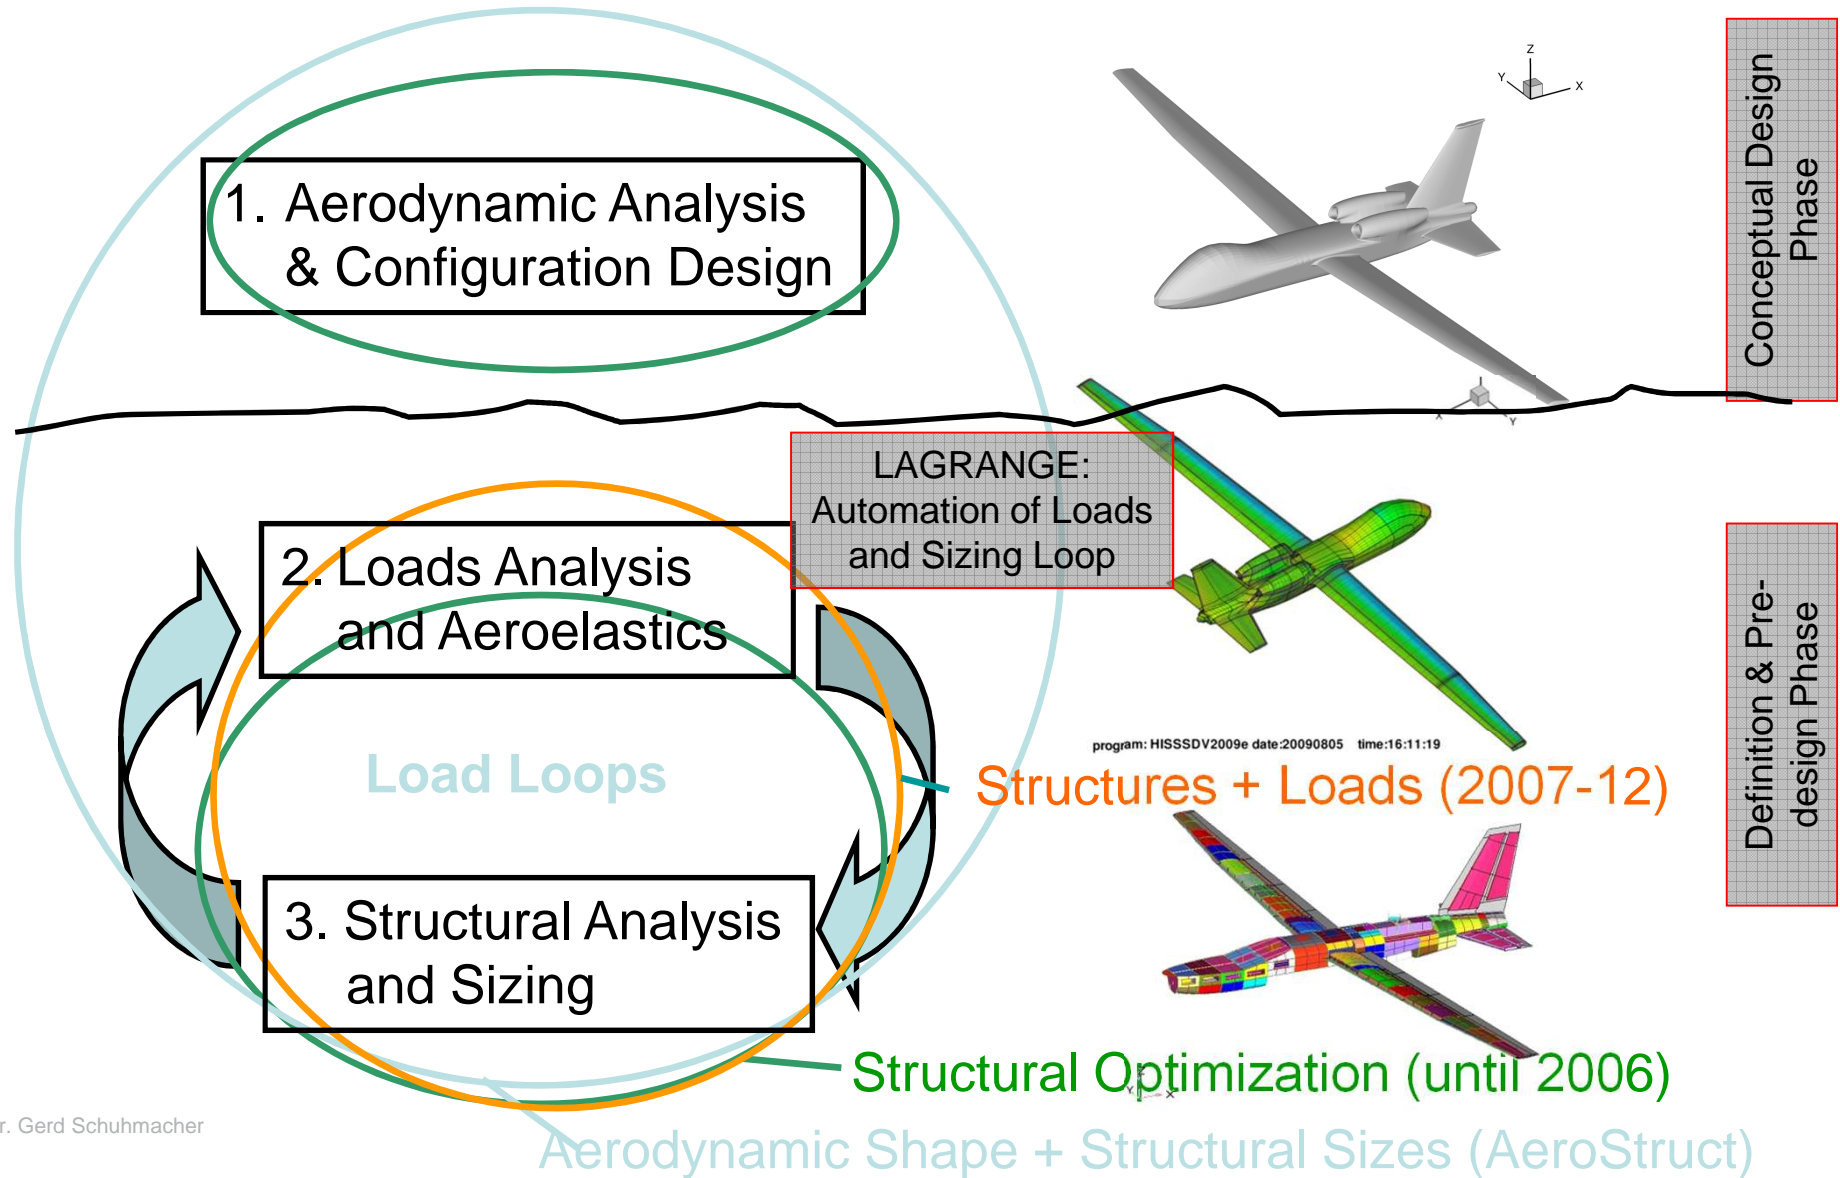 Z
Y
X
Conceptual Design
Phase
1. Aerodynamic Analysis
& Configuration Design
X
Y
LAGRANGE:
Automation of Loads
and Sizing Loop
2. Loads Analysis
and Aeroelastics
Definition & Pre-
design Phase
program: HISSSDV2009e date:20090805 time:16:11:19
Load Loops
Structures + Loads (2007-12)
3. Structural Analysis
and Sizing
Structural Optimization (until 2006)
Y
X
r. Gerd Schuhmacher
Aerodynamic Shape + Structural Sizes (AeroStruct)